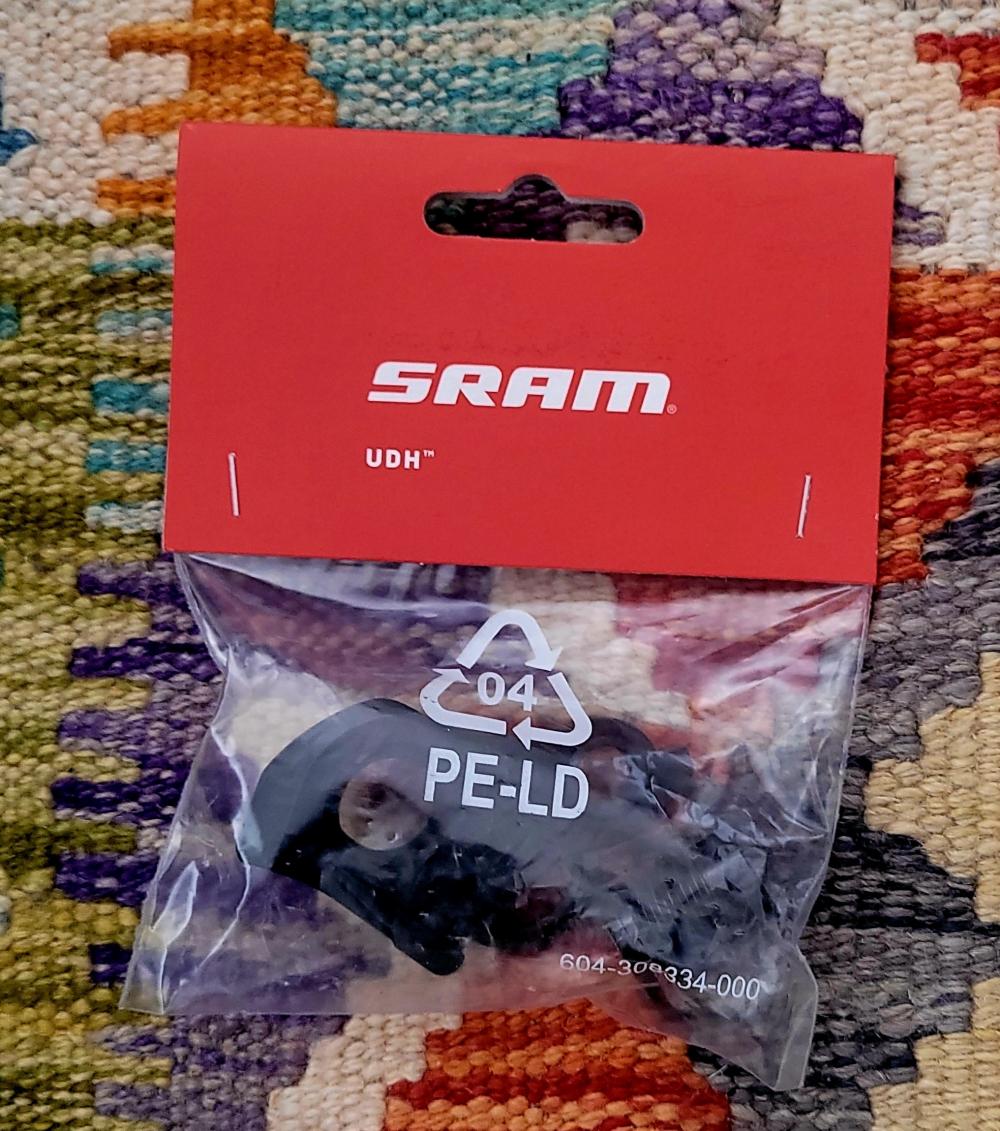 SRAM®
UDH™
04
PE-LD